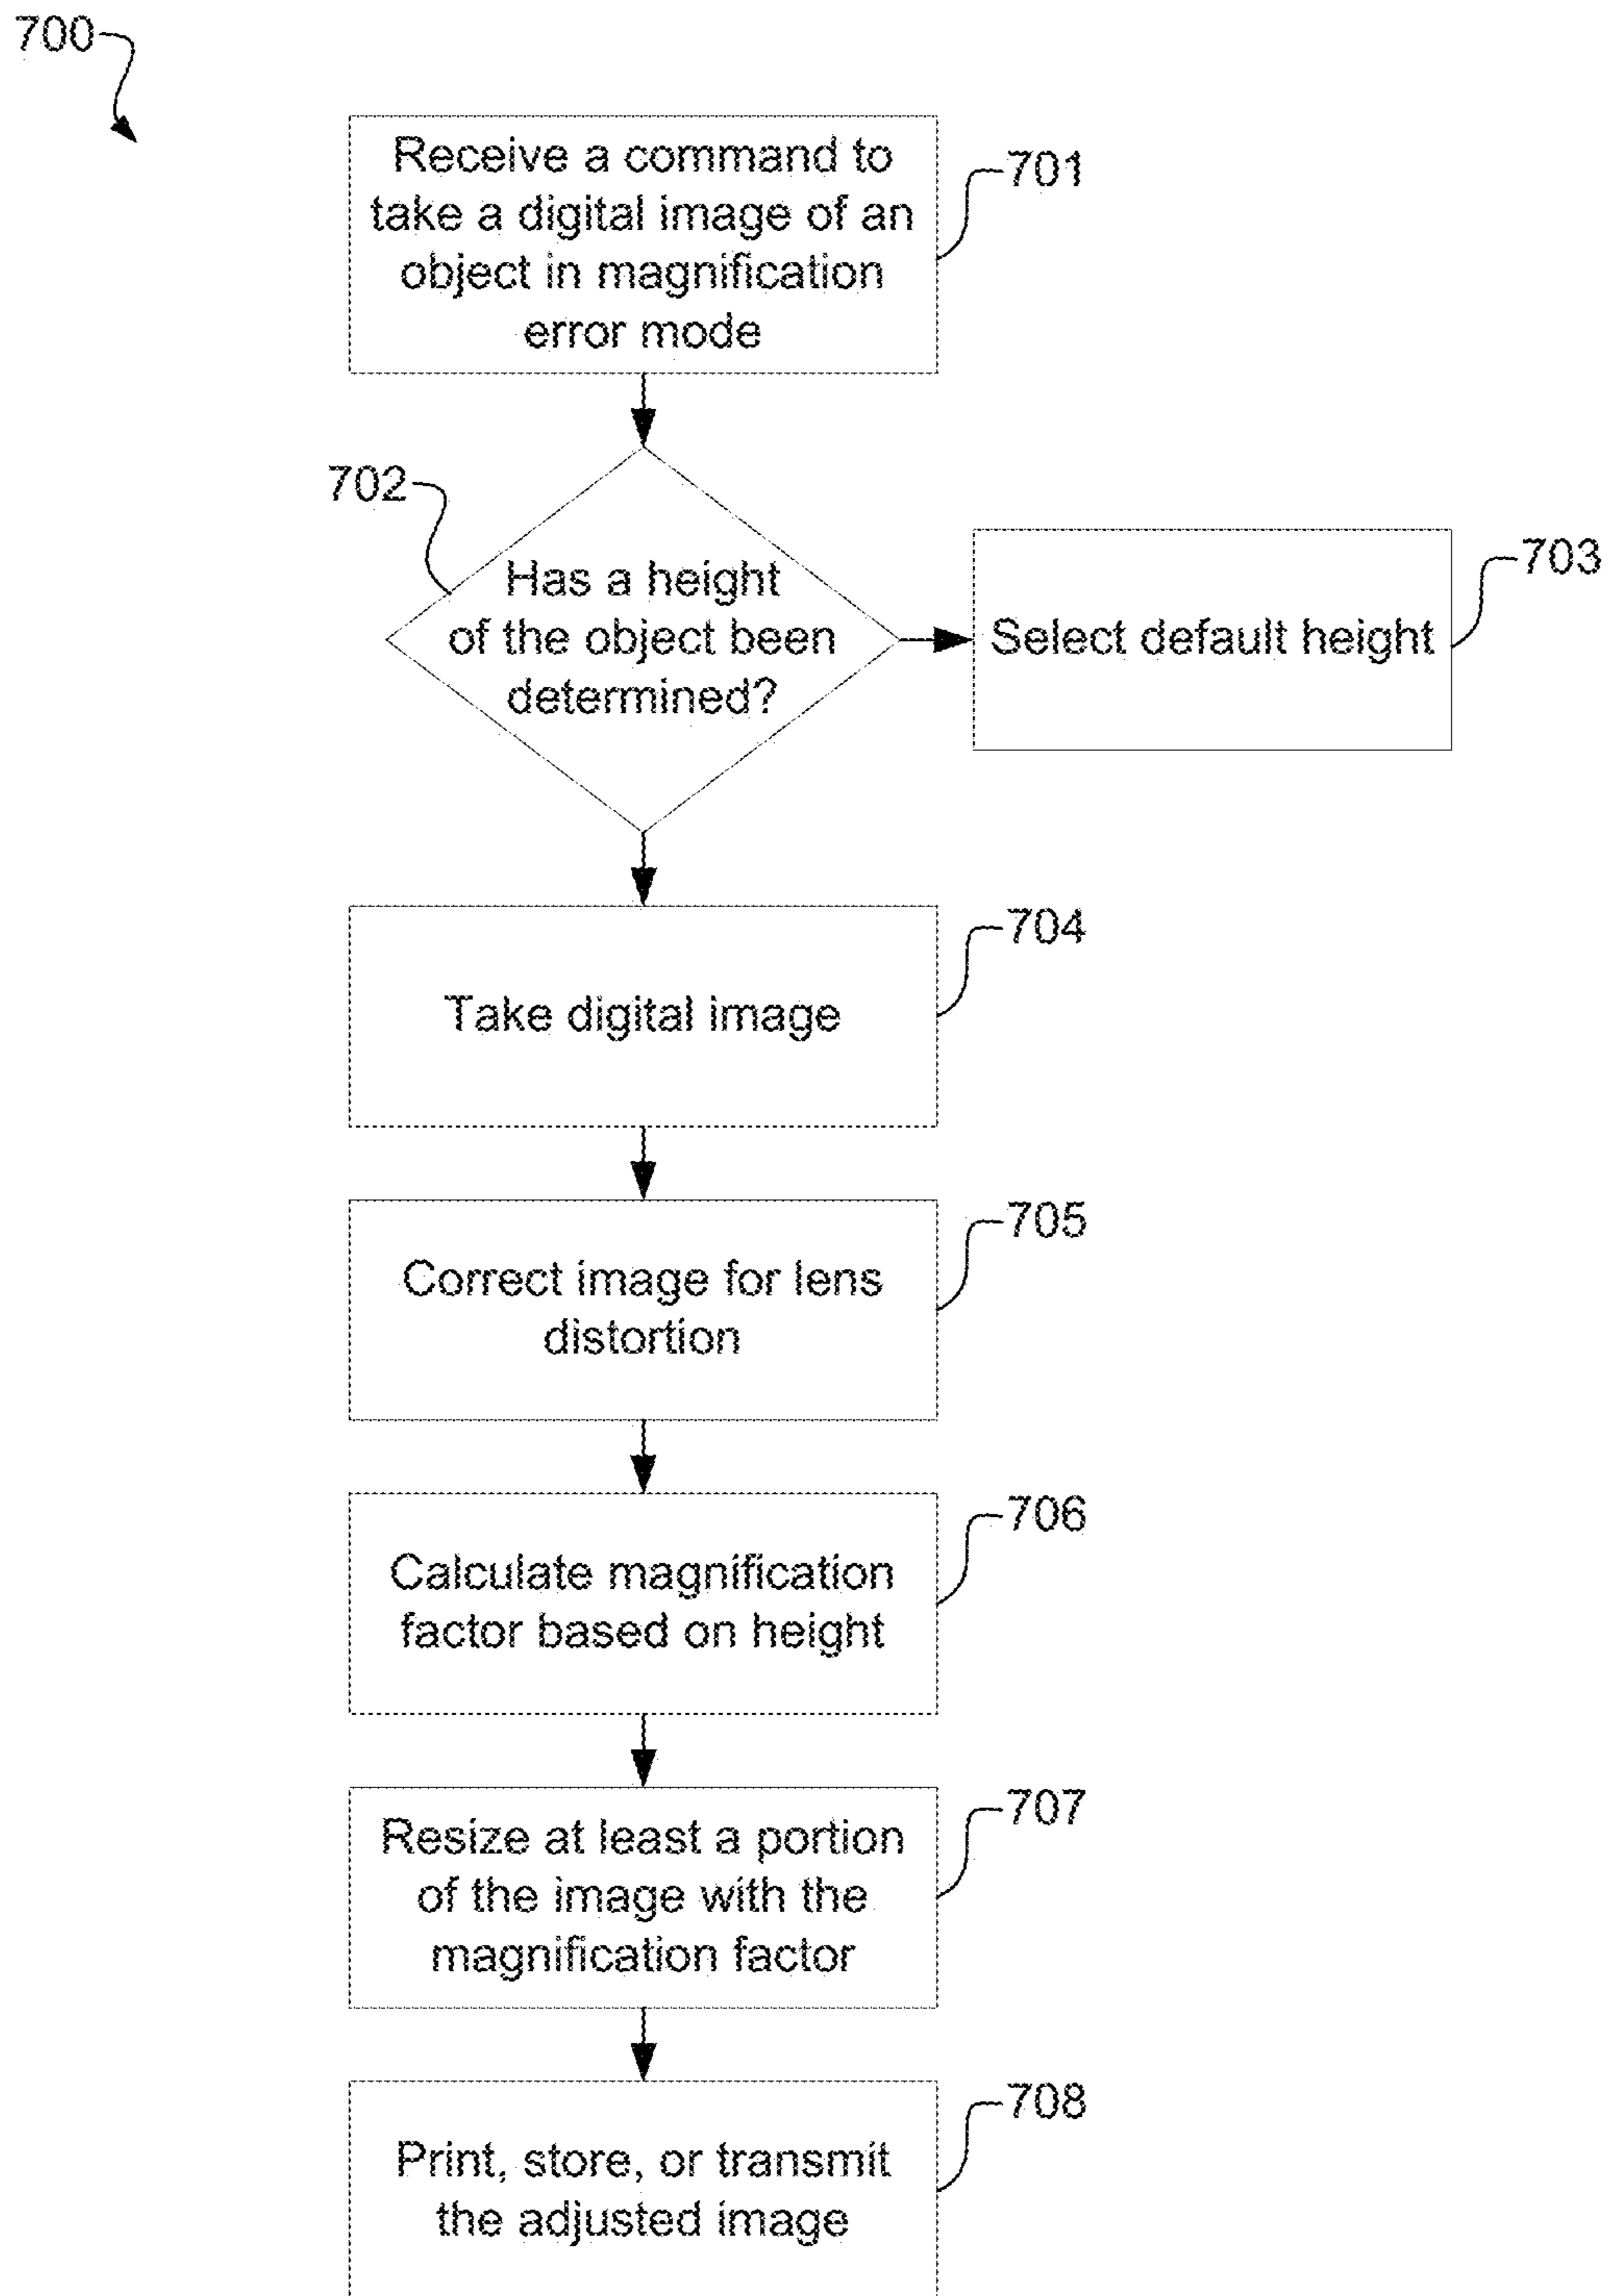 700
Receive a command to
take a digital image of an
object in magnification
error mode
701
702
Has a height
of the object been
determined?
703
Select default height
704
Take digital image
705
Correct image for lens
distortion
706
Calculate magnification
factor based on height
707
Resize at least a portion
of the image with the
magnification factor
708
Print, store, or transmit
the adjusted image